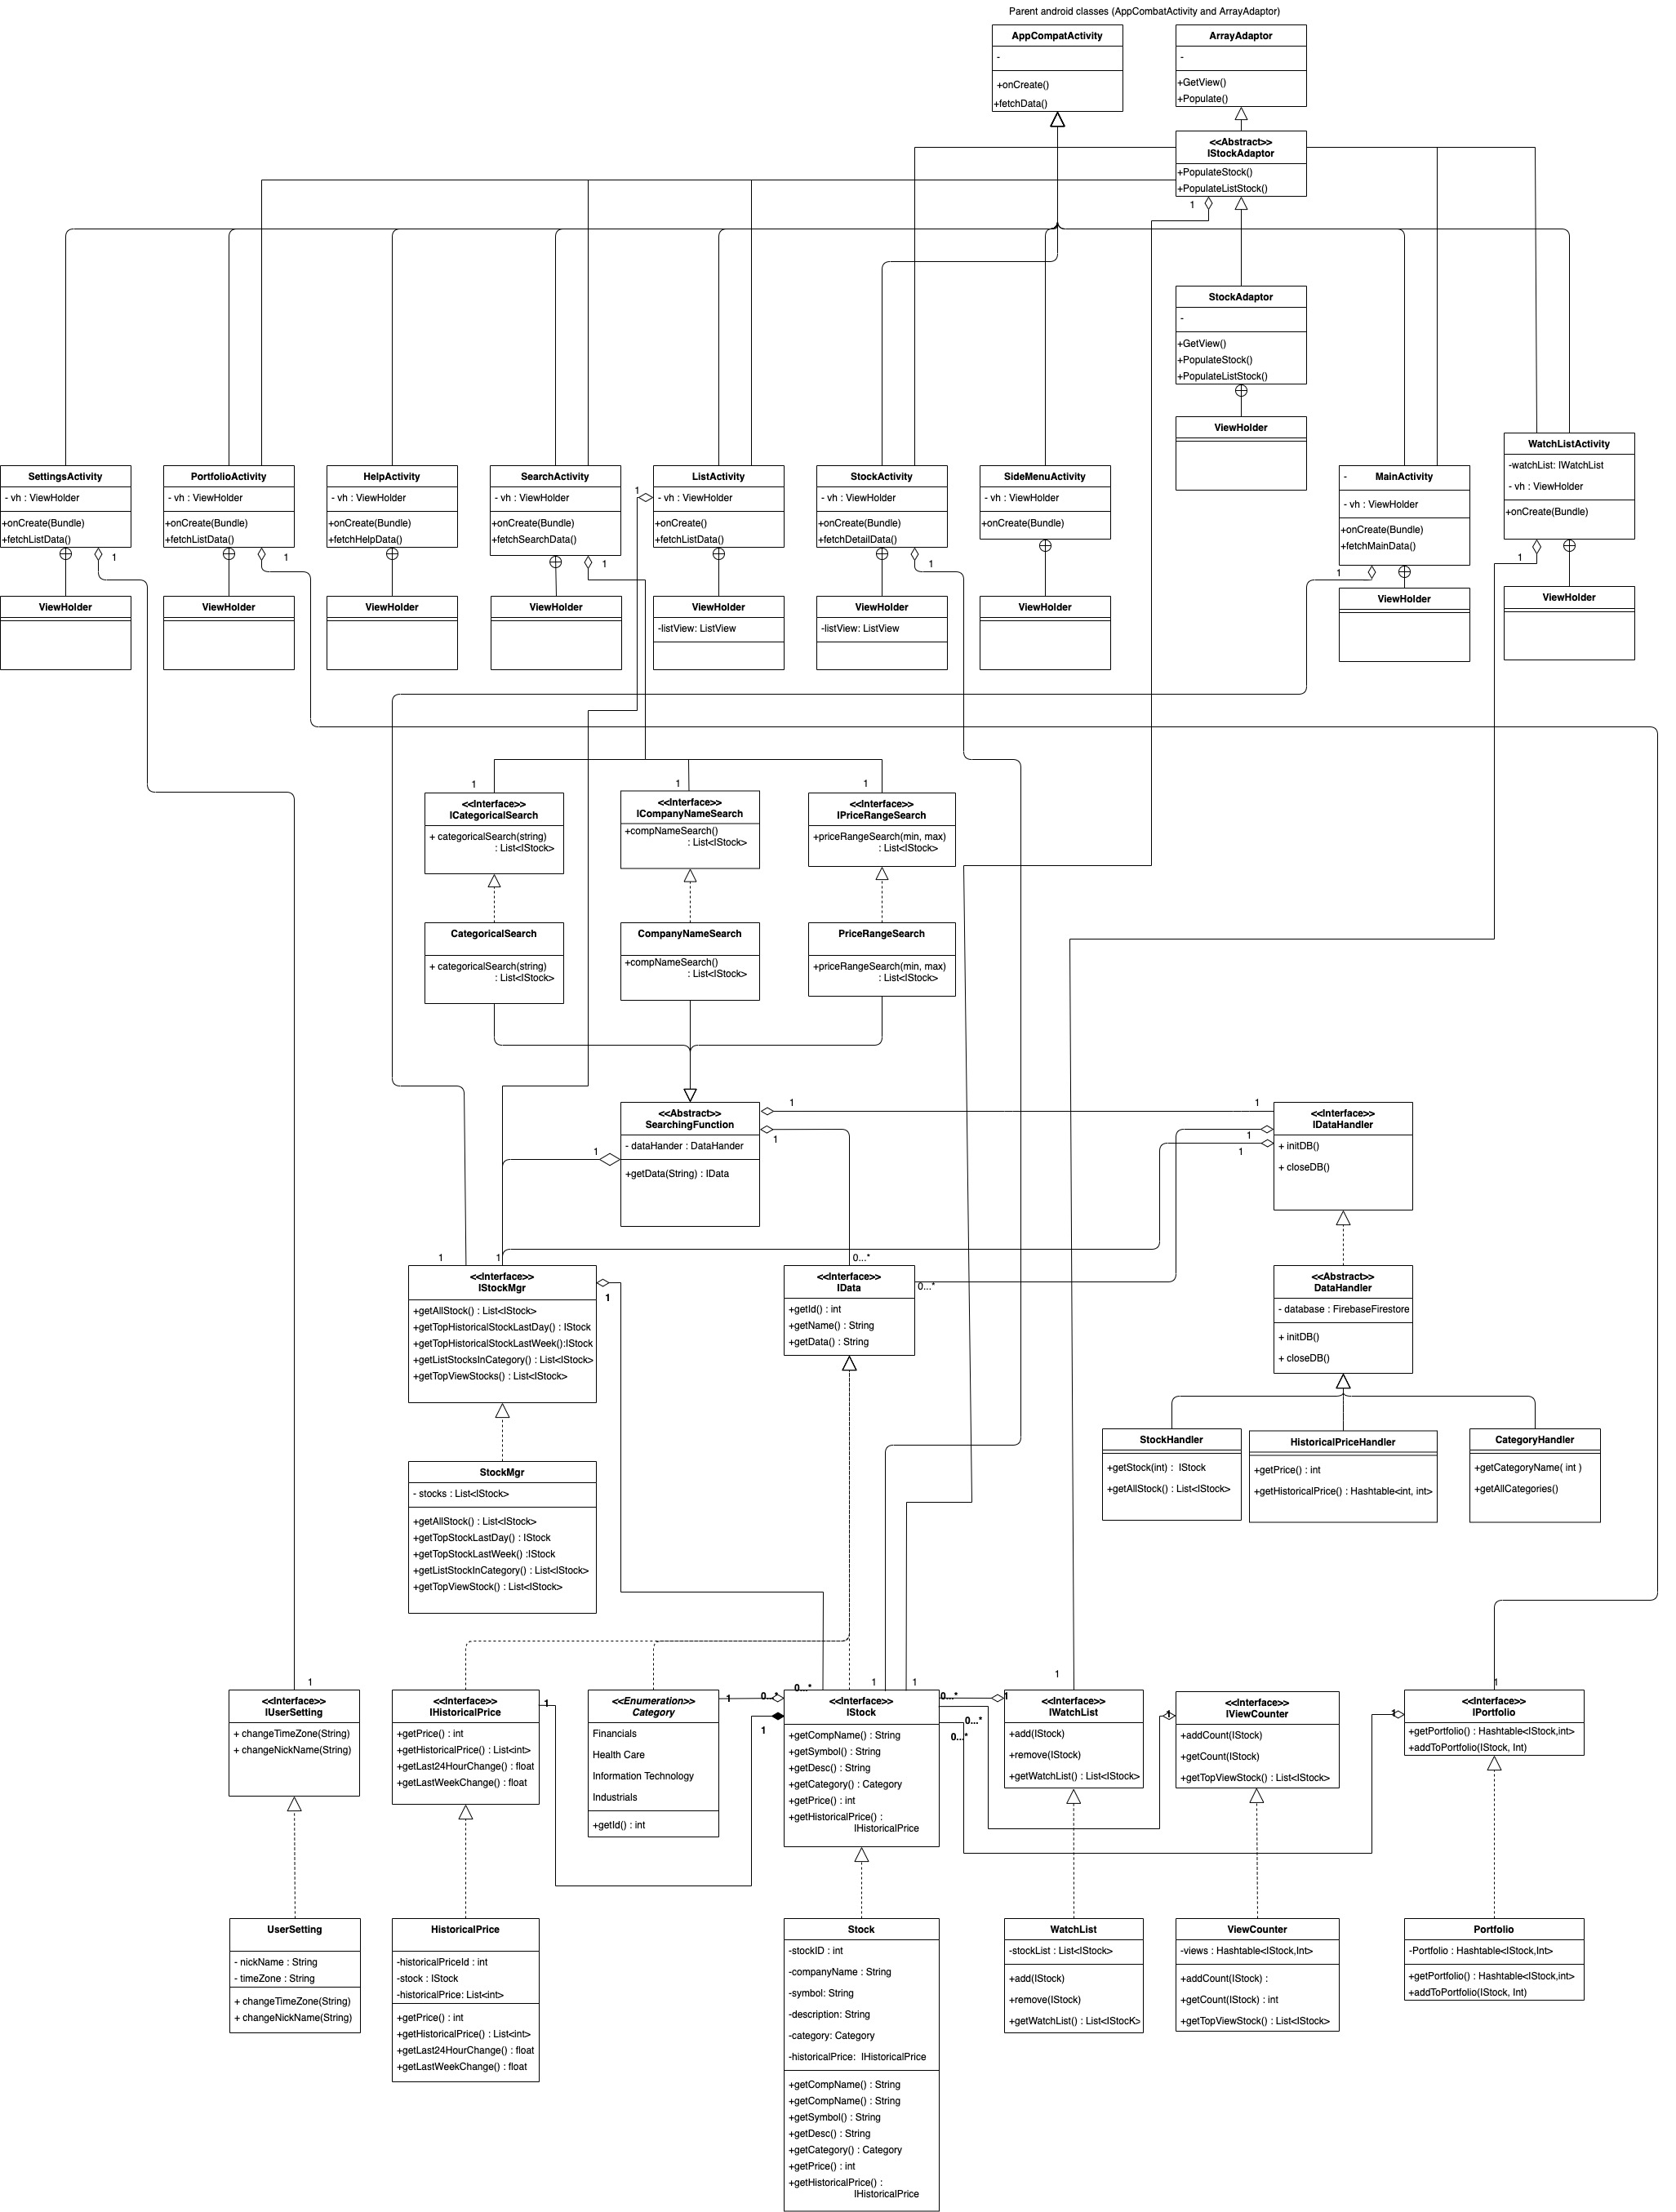 Parent android classes (AppCombatActivity and ArrayAdaptor)
AppCompatActivity
-
+onCreate()
+fetchData()
ArrayAdaptor
-
+GetView()
+Populate()
<<Abstract>>
IStockAdaptor
+PopulateStock()
+PopulateListStock()
1
StockAdaptor
-
+GetView()
+PopulateStock()
+PopulateListStock()
ViewHolder
SettingsActivity
- vh : ViewHolder
+onCreate(Bundle)
+fetchListData()
1
ViewHolder
PortfolioActivity
- vh : ViewHolder
+onCreate(Bundle)
+fetchListData()
1
ViewHolder
HelpActivity
- vh : ViewHolder
+onCreate(Bundle)
+fetchHelpData()
ViewHolder
SearchActivity
- vh : ViewHolder
+onCreate(Bundle)
+fetchSearchData()
1
ViewHolder
1
ListActivity
- vh : ViewHolder
+onCreate()
+fetchListData()
ViewHolder
-listView: ListView
StockActivity
- vh : ViewHolder
+onCreate(Bundle)
+fetchDetailData()
1
ViewHolder
-listView: ListView
SideMenuActivity
- vh : ViewHolder
+onCreate(Bundle)
ViewHolder
- MainActivity
- vh : ViewHolder
+onCreate(Bundle)
+fetchMainData()
1
ViewHolder
WatchListActivity
-watchList: IWatchList
- vh : ViewHolder
+onCreate(Bundle)
1
ViewHolder
1
<<Interface>>
ICategoricalSearch
+ categoricalSearch(string)
: List<IStock>
1
<<Interface>>
ICompanyNameSearch
+compNameSearch()
: List<IStock>
1
<<Interface>>
IPriceRangeSearch
+priceRangeSearch(min, max)
: List<IStock>
CategoricalSearch
+ categoricalSearch(string)
: List<IStock>
CompanyNameSearch
+compNameSearch()
: List<IStock>
PriceRangeSearch
+priceRangeSearch(min, max)
: List<IStock>
<<Abstract>>
SearchingFunction
- dataHander : DataHander
+getData(String) : IData
1
1
1
1
1
1
<<Interface>>
IDataHandler
+ initDB()
+ closeDB()
1
1
0...*
0...*
<<Interface>>
IStockMgr
+getAllStock() : List<IStock>
+getTopHistoricalStockLastDay() : IStock
+getTopHistoricalStockLastWeek():IStock
+getListStocksInCategory() : List<IStock>
+getTopViewStocks() : List<IStock>
1
<<Interface>>
IData
+getId() : int
+getName() : String
+getData() : String
<<Abstract>>
DataHandler
- database : FirebaseFirestore
+ initDB()
+ closeDB()
StockHandler
+getStock(int) : IStock
+getAllStock() : List<IStock>
HistoricalPriceHandler
+getPrice() : int
+getHistoricalPrice() : Hashtable<int, int>
CategoryHandler
+getCategoryName( int )
+getAllCategories()
StockMgr
- stocks : List<IStock>
+getAllStock() : List<IStock>
+getTopStockLastDay() : IStock
+getTopStockLastWeek() :IStock
+getListStockInCategory() : List<IStock>
+getTopViewStock() : List<IStock>
1
<<Interface>>
IUserSetting
+ changeTimeZone(String)
+ changeNickName(String)
<<Interface>>
IHistoricalPrice
+getPrice() : int
+getHistoricalPrice() : List<int>
+getLast24HourChange() : float
+getLastWeekChange() : float
1
<<Enumeration>>
Category
Financials
Health Care
Information Technology
Industrials
+getId() : int
1
0...*
0...*
1
1
1
<<Interface>>
IStock
+getCompName() : String
+getSymbol() : String
+getDesc() : String
+getCategory() : Category
+getPrice() : int
+getHistoricalPrice() :
IHistoricalPrice
0...*
0...*
0...*
1
1
<<Interface>>
IWatchList
+add(IStock)
+remove(IStock)
+getWatchList() : List<IStock>
1
<<Interface>>
IViewCounter
+addCount(IStock)
+getCount(IStock)
+getTopViewStock() : List<IStock>
1
1
<<Interface>>
IPortfolio
+getPortfolio() : Hashtable<IStock,int>
+addToPortfolio(IStock, Int)
UserSetting
- nickName : String
- timeZone : String
+ changeTimeZone(String)
+ changeNickName(String)
HistoricalPrice
-historicalPriceId : int
-stock : IStock
-historicalPrice: List<int>
+getPrice() : int
+getHistoricalPrice() : List<int>
+getLast24HourChange() : float
+getLastWeekChange() : float
Stock
-stockID : int
-companyName : String
-symbol: String
-description: String
-category: Category
-historicalPrice: IHistoricalPrice
+getCompName() : String
+getCompName() : String
+getSymbol() : String
+getDesc() : String
+getCategory() : Category
+getPrice() : int
+getHistoricalPrice() :
IHistoricalPrice
WatchList
-stockList : List<IStock>
+add(IStock)
+remove(IStock)
+getWatchList() : List<IStocK>
ViewCounter
-views : Hashtable<IStock,Int>
+addCount(IStock) :
+getCount(IStock) : int
+getTopViewStock() : List<IStock>
Portfolio
-Portfolio : Hashtable<IStock,Int>
+getPortfolio() : Hashtable<IStock,int>
+addToPortfolio(IStock, Int)